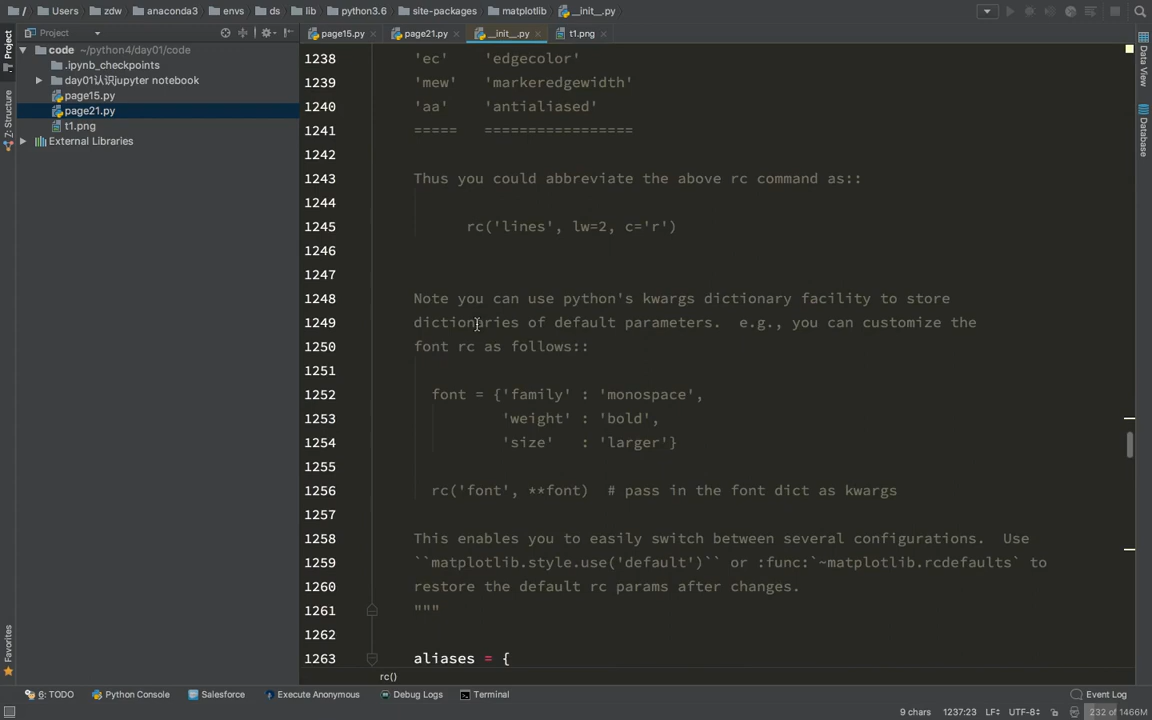 / Users zdw anaconda3 envs ds lib python3.6 site-packages matplotlib __init__.py
Project
page15.py page21.py __init__.py t1.png
code ~/python4/day01/code
.ipynb_checkpoints
day01认识jupyter notebook
page15.py
page21.py
t1.png
External Libraries
Project
Z: Structure
Favorites
Data View
Database
1238 'ec' 'edgecolor'
1239 'mew' 'markeredgewidth'
1240 'aa' 'antialiased'
1241 ===== =================
1242
1243 Thus you could abbreviate the above rc command as::
1244
1245 rc('lines', lw=2, c='r')
1246
1247
1248 Note you can use python's kwargs dictionary facility to store
1249 dictionaries of default parameters.  e.g., you can customize the
1250 font rc as follows::
1251
1252 font = {'family' : 'monospace',
1253 'weight' : 'bold',
1254 'size'   : 'larger'}
1255
1256 rc('font', **font)  # pass in the font dict as kwargs
1257
1258 This enables you to easily switch between several configurations.  Use
1259 ``matplotlib.style.use('default')`` or :func:`~matplotlib.rcdefaults` to
1260 restore the default rc params after changes.
1261 """
1262
1263 aliases = {
rc()
6: TODO Python Console Salesforce Execute Anonymous Debug Logs Terminal Event Log
9 chars 1237:23 LF÷ UTF-8÷ 232 of 1466M